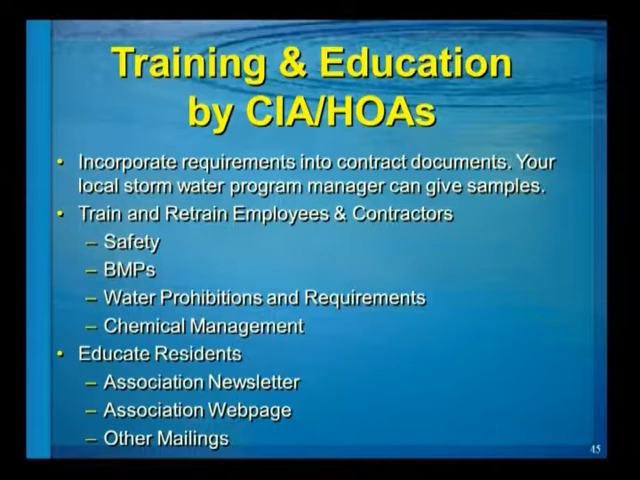 Training & Education
by CIA/HOAs
• Incorporate requirements into contract documents. Your
local storm water program manager can give samples.
• Train and Retrain Employees & Contractors
– Safety
– BMPs
– Water Prohibitions and Requirements
– Chemical Management
• Educate Residents
– Association Newsletter
– Association Webpage
– Other Mailings
45